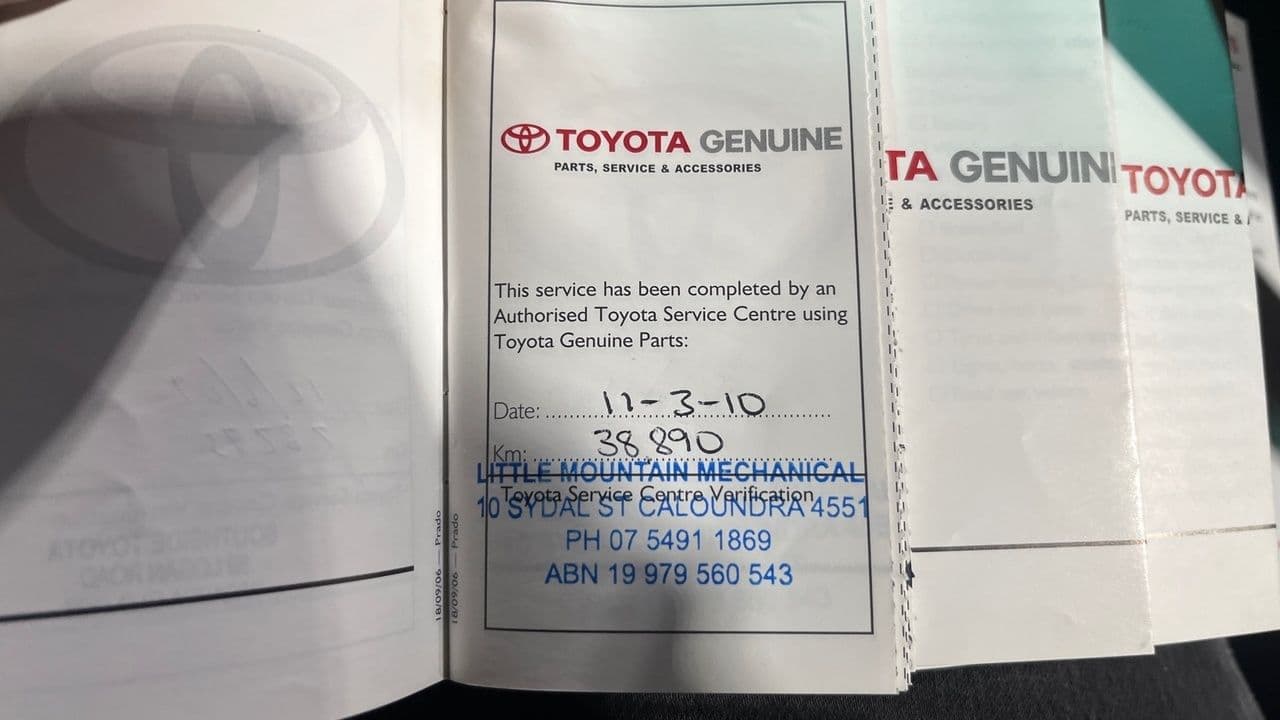 TOYOTA GENUINE
PARTS, SERVICE & ACCESSORIES
This service has been completed by an
Authorised Toyota Service Centre using
Toyota Genuine Parts:
Date: 11-3-10
Km: 38 890
LITTLE MOUNTAIN MECHANICAL
Toyota Service Centre Verification
10 SYDAL ST CALOUNDRA 4551
PH 07 5491 1869
ABN 19 979 560 543
18/09/06 — Prado
18/09/06 — Prado
TA GENUIN
& ACCESSORIES
TOYOTA
PARTS, SERVICE &